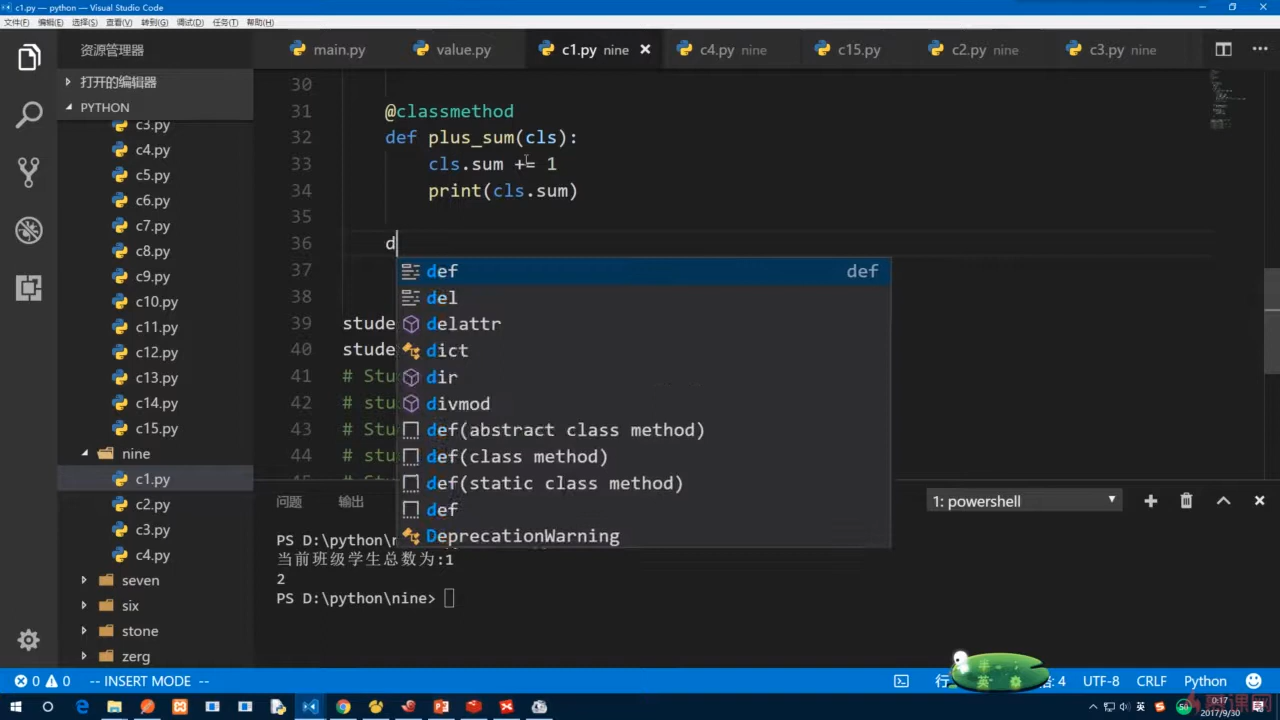 c1.py — python — Visual Studio Code
文件(F) 编辑(E) 选择(S) 查看(V) 转到(G) 调试(D) 任务(T) 帮助(H)
资源管理器
main.py value.py c1.py nine c4.py nine c15.py c2.py nine c3.py nine
打开的编辑器
PYTHON
c3.py
c4.py
c5.py
c6.py
c7.py
c8.py
c9.py
c10.py
c11.py
c12.py
c13.py
c14.py
c15.py
nine
c1.py
c2.py
c3.py
c4.py
seven
six
stone
zerg
30
31 @classmethod
32 def plus_sum(cls):
33 cls.sum += 1
34 print(cls.sum)
35
36 d
37
38
39 stude
40 stude
41 # Stu
42 # stu
43 # Stu
44 # stu
def def
del
delattr
dict
dir
divmod
def(abstract class method)
def(class method)
def(static class method)
def
DeprecationWarning
问题 输出
1: powershell
PS D:\python\n
当前班级学生总数为:1
2
PS D:\python\nine>
0 0 -- INSERT MODE --
行 4 UTF-8 CRLF Python
英 0:17
2017/9/30